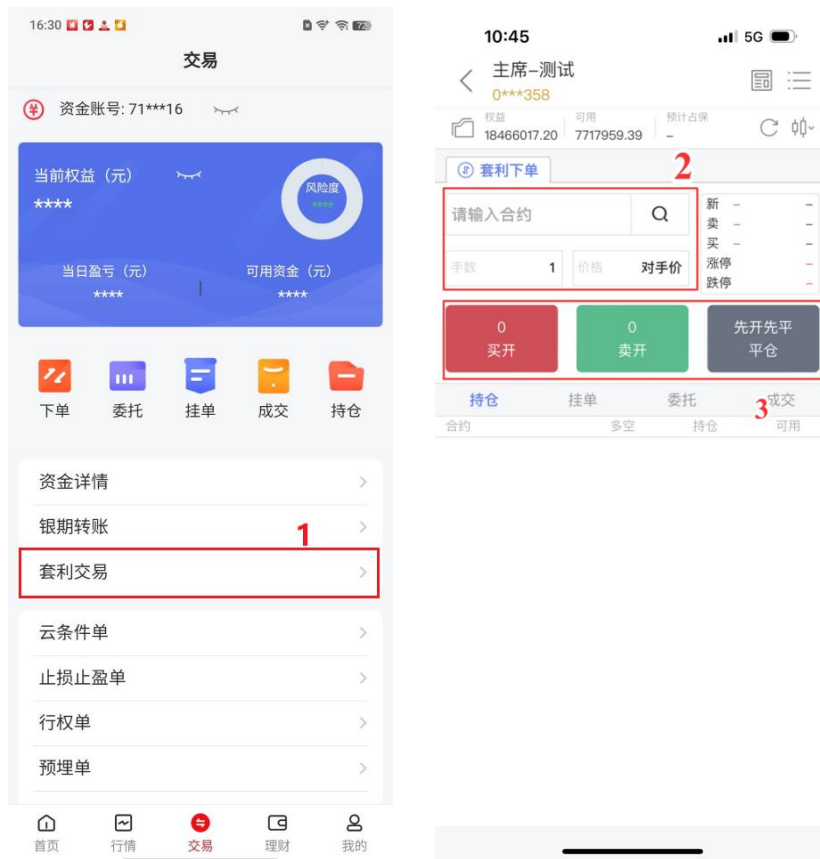 16:30
72
交易
资金账号: 71***16
当前权益（元）
****
风险度
****
当日盈亏（元）
可用资金（元）
****
****
下单
委托
挂单
成交
持仓
资金详情
银期转账
1
套利交易
云条件单
止损止盈单
行权单
预埋单
首页
行情
交易
理财
我的
10:45
5G
主席–测试
0***358
权益
可用
预计占保
18466017.20
7717959.39
–
套利下单
2
请输入合约
手数
1
价格
对手价
新 – –
卖 – –
买 – –
涨停 –
跌停 –
0
买开
0
卖开
先开先平
平仓
持仓
挂单
委托
成交
3
合约
多空
持仓
可用